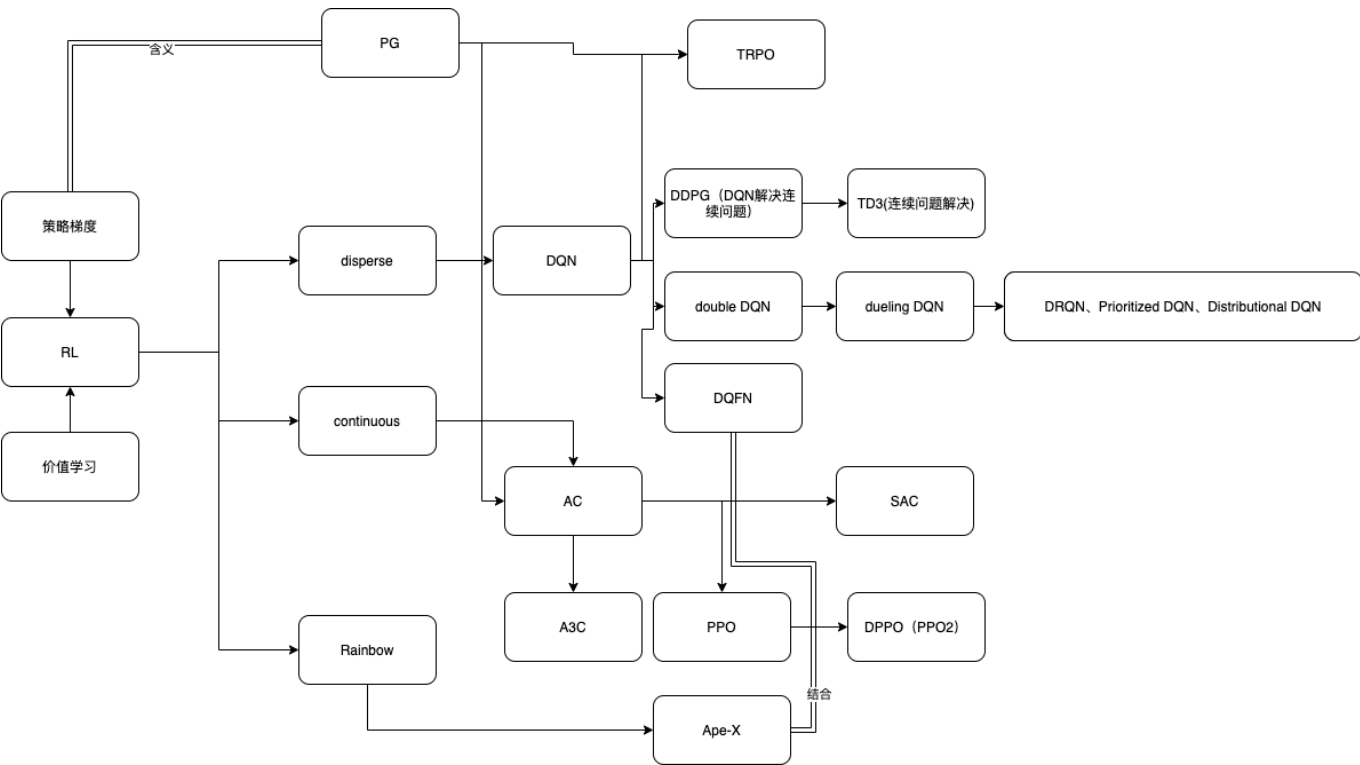 PG
含义
TRPO
策略梯度
DDPG（DQN解决连
续问题）
TD3(连续问题解决)
disperse
DQN
double DQN
dueling DQN
DRQN、Prioritized DQN、Distributional DQN
RL
DQFN
continuous
价值学习
AC
SAC
A3C
PPO
DPPO（PPO2）
Rainbow
结合
Ape-X